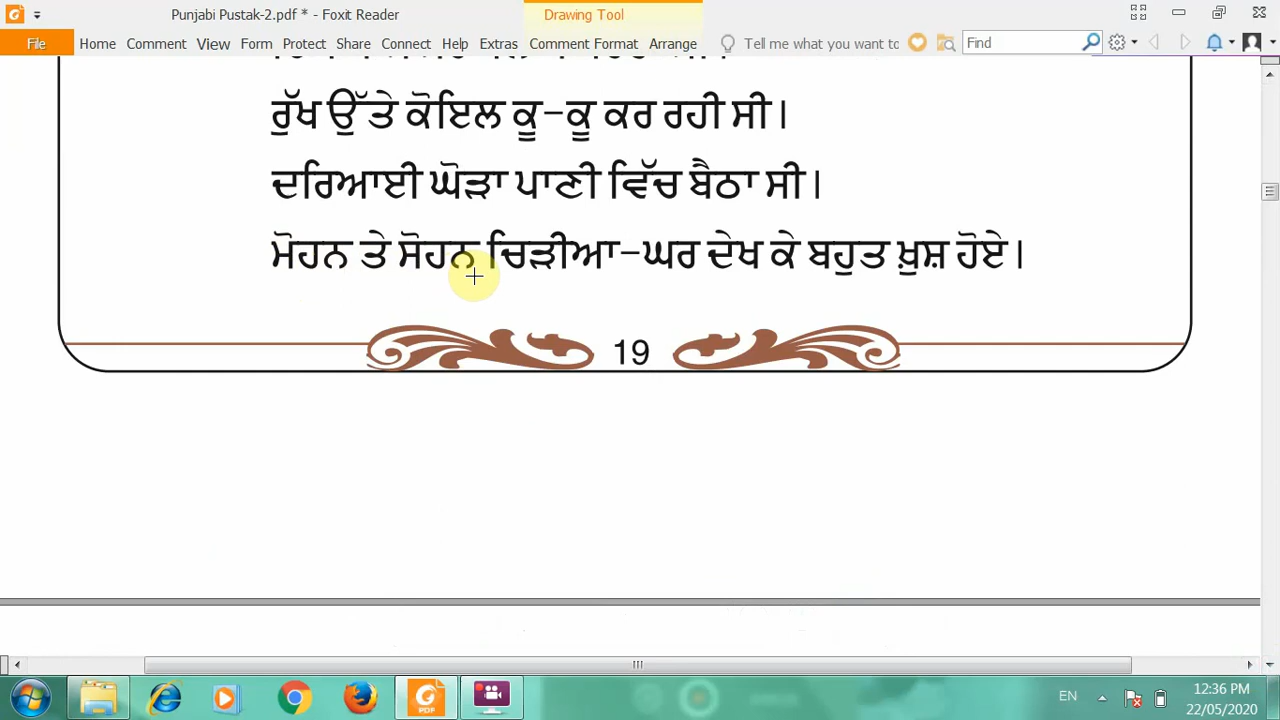 Punjabi Pustak-2.pdf * - Foxit Reader
Drawing Tool
File Home Comment View Form Protect Share Connect Help Extras Comment Format Arrange Tell me what you want to Find
ਰੁੱਖ ਉੱਤੇ ਕੋਇਲ ਕੂ-ਕੂ ਕਰ ਰਹੀ ਸੀ।
ਦਰਿਆਈ ਘੋੜਾ ਪਾਣੀ ਵਿੱਚ ਬੈਠਾ ਸੀ।
ਮੋਹਨ ਤੇ ਸੋਹਨ ਚਿੜੀਆ-ਘਰ ਦੇਖ ਕੇ ਬਹੁਤ ਖ਼ੁਸ਼ ਹੋਏ।
19
PDF
EN
12:36 PM
22/05/2020